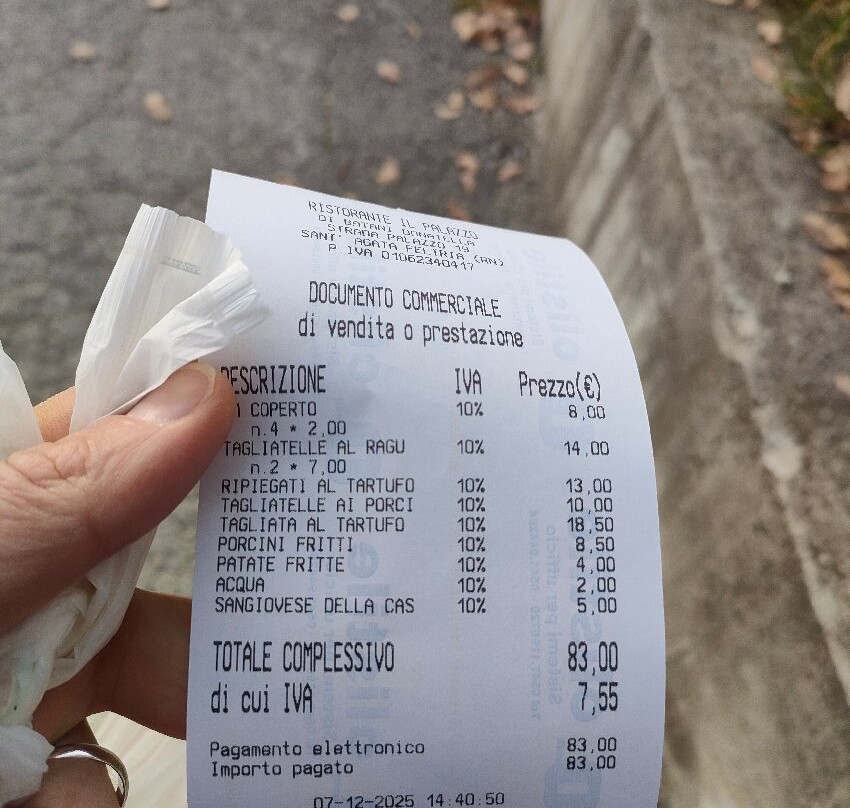 RISTORANTE IL PALAZZO
DI BATANI DONATELLA
STRADA PALAZZO 19
SANT' AGATA FELTRIA (RN)
P IVA 01062340417
DOCUMENTO COMMERCIALE
di vendita o prestazione
DESCRIZIONE IVA Prezzo(€)
COPERTO 10% 8,00
n.4 * 2,00
TAGLIATELLE AL RAGU 10% 14,00
n.2 * 7,00
RIPIEGATI AL TARTUFO 10% 13,00
TAGLIATELLE AI PORCI 10% 10,00
TAGLIATA AL TARTUFO 10% 18,50
PORCINI FRITTI 10% 8,50
PATATE FRITTE 10% 4,00
ACQUA 10% 2,00
SANGIOVESE DELLA CAS 10% 5,00
TOTALE COMPLESSIVO 83,00
di cui IVA 7,55
Pagamento elettronico 83,00
Importo pagato 83,00
07-12-2025 14:40:50